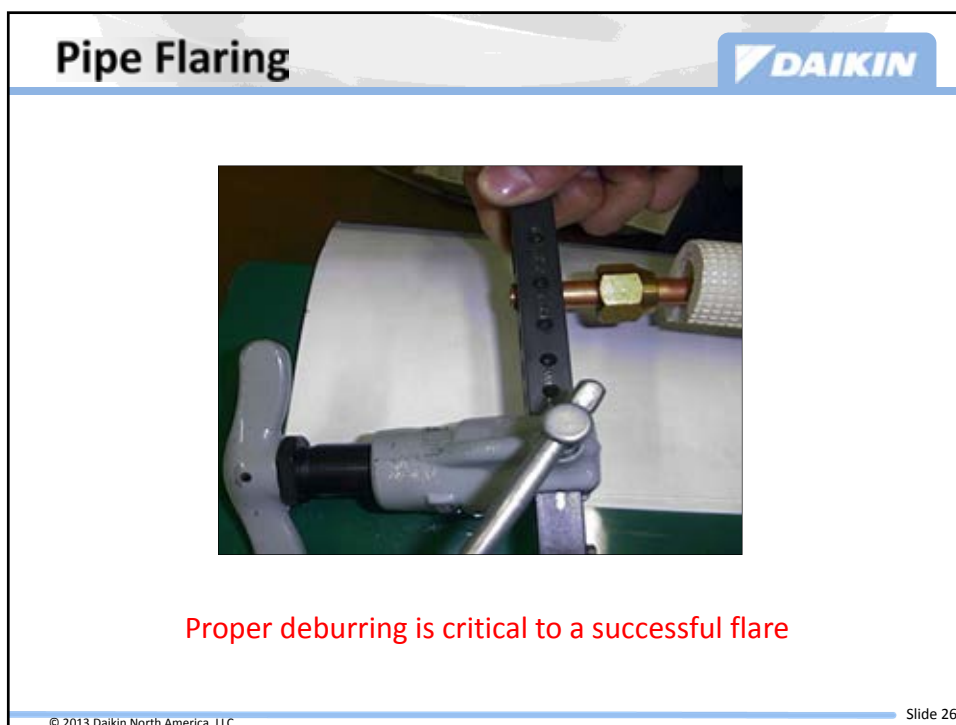 Pipe Flaring
DAIKIN
Proper deburring is critical to a successful flare
© 2013 Daikin North America, LLC
Slide 26